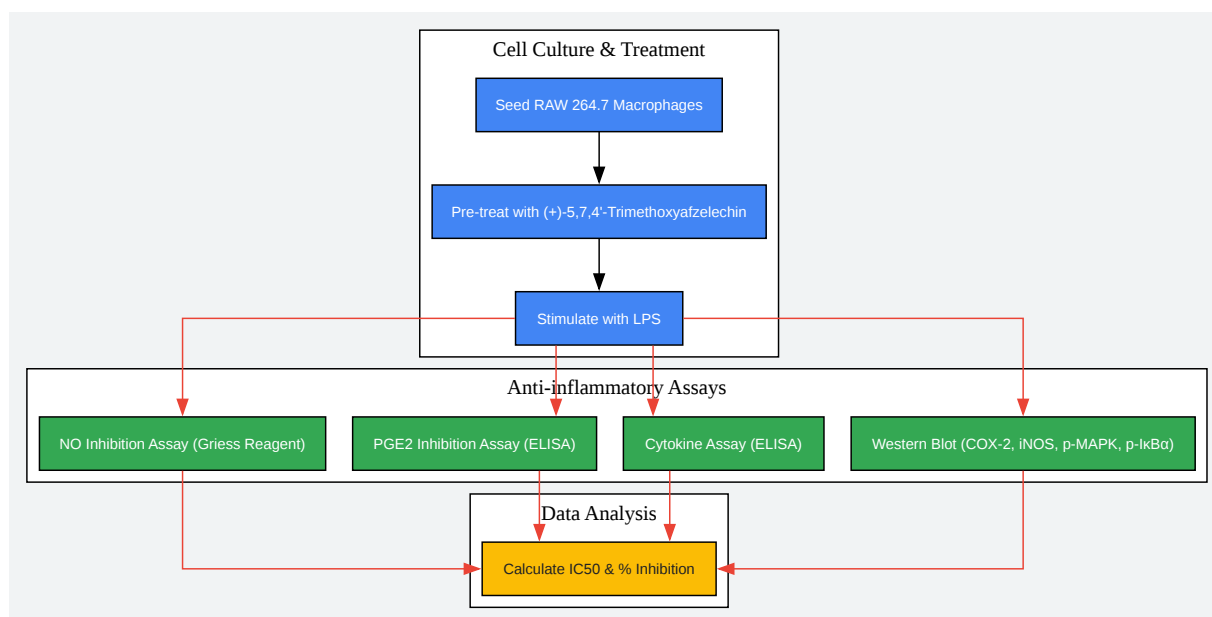 Cell Culture & Treatment
Seed RAW 264.7 Macrophages
Pre-treat with (+)-5,7,4'-Trimethoxyafzelechin
Stimulate with LPS
Anti-inflammatory Assays
NO Inhibition Assay (Griess Reagent)
PGE2 Inhibition Assay (ELISA)
Cytokine Assay (ELISA)
Western Blot (COX-2, iNOS, p-MAPK, p-IκBα)
Data Analysis
Calculate IC50 & % Inhibition